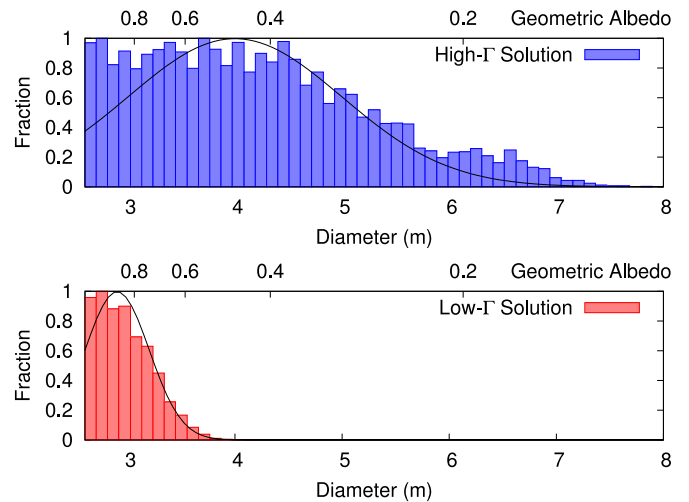 0.8 0.6 0.4 0.2 Geometric Albedo
High-Γ Solution
Fraction
1
0.8
0.6
0.4
0.2
0
3 4 5 6 7 8
Diameter (m)
0.8 0.6 0.4 0.2 Geometric Albedo
Low-Γ Solution
Fraction
1
0.8
0.6
0.4
0.2
0
3 4 5 6 7 8
Diameter (m)